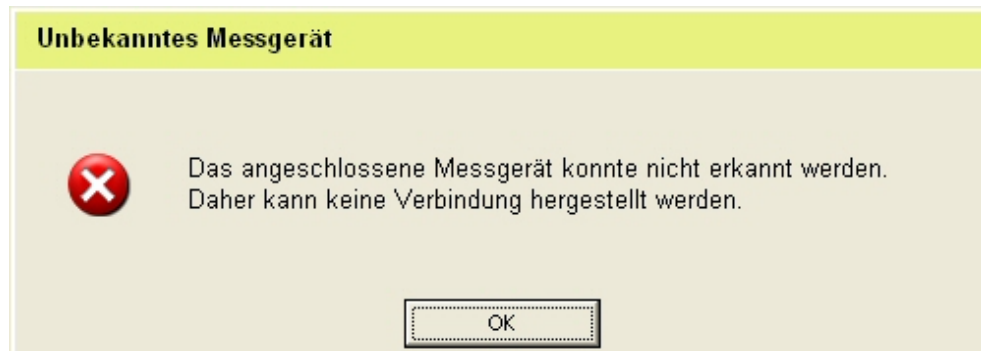 Unbekanntes Messgerät
Das angeschlossene Messgerät konnte nicht erkannt werden.
Daher kann keine Verbindung hergestellt werden.
OK